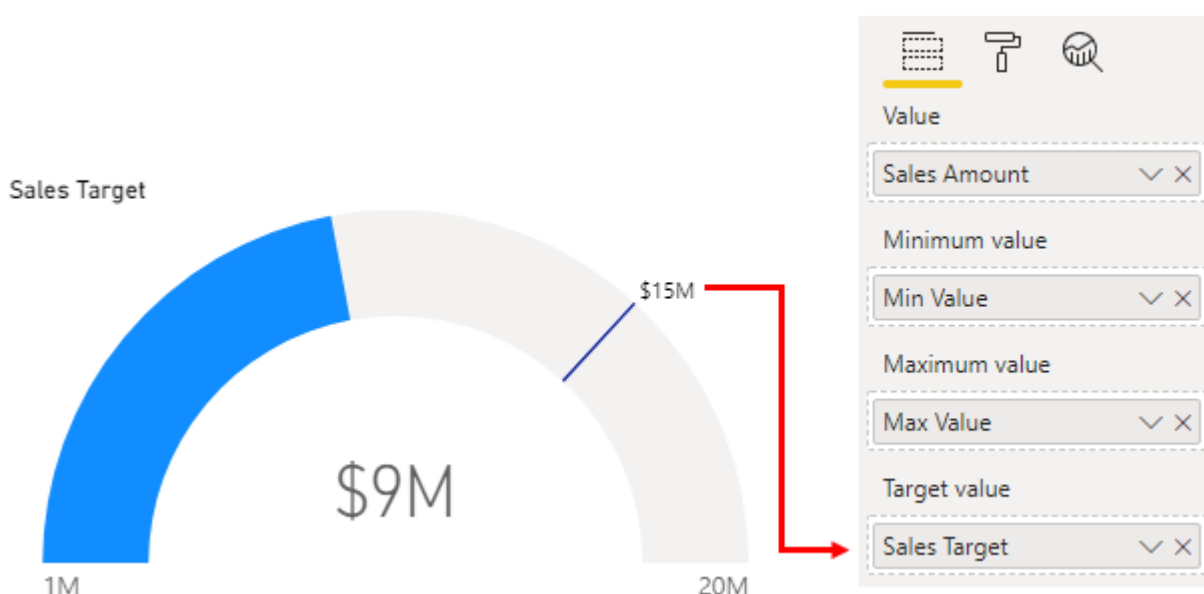 Sales Target
$15M
$9M
1M
20M
Value
Sales Amount
Minimum value
Min Value
Maximum value
Max Value
Target value
Sales Target